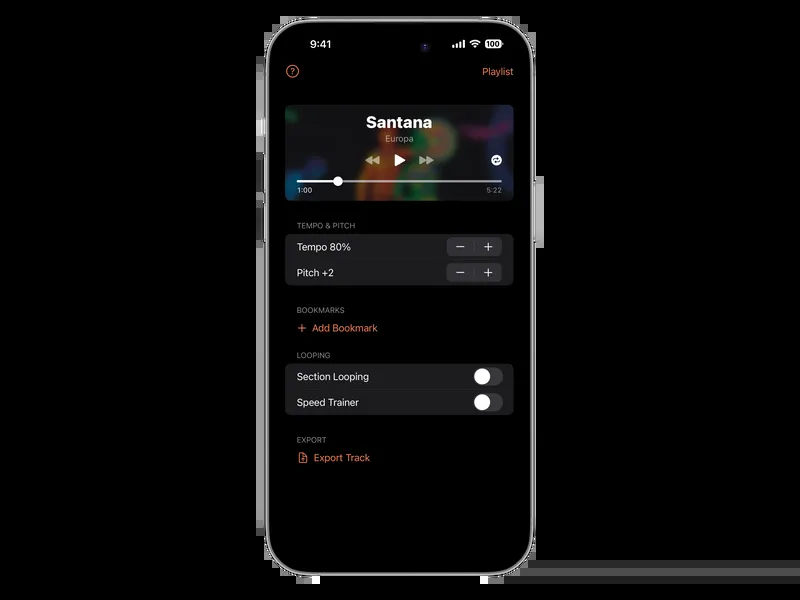 9:41
100
?
Playlist
Santana
Europa
1:00
5:22
TEMPO & PITCH
Tempo 80%
Pitch +2
BOOKMARKS
+ Add Bookmark
LOOPING
Section Looping
Speed Trainer
EXPORT
Export Track